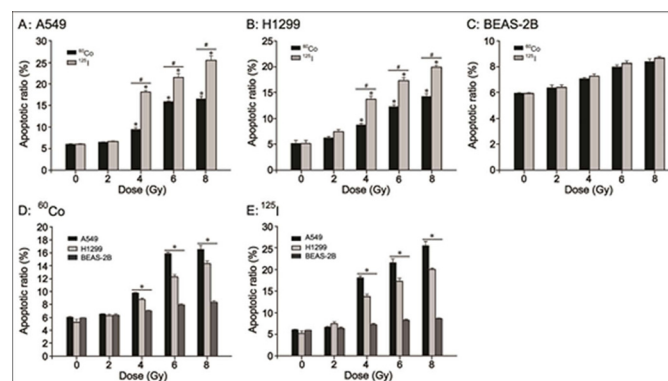 A: A549
B: H1299
C: BEAS-2B
Apoptotic ratio (%)
30
25
20
15
10
5
0
⁶⁰Co
¹²⁵I
#
#
#
*
*
*
*
*
*
0 2 4 6 8
Dose (Gy)
Apoptotic ratio (%)
25
20
15
10
5
0
⁶⁰Co
¹²⁵I
#
#
#
*
*
*
*
*
*
0 2 4 6 8
Dose (Gy)
Apoptotic ratio (%)
10
8
6
4
2
0
⁶⁰Co
¹²⁵I
0 2 4 6 8
Dose (Gy)
D: ⁶⁰Co
E: ¹²⁵I
Apoptotic ratio (%)
18
16
14
12
10
8
6
4
2
0
A549
H1299
BEAS-2B
*
*
*
0 2 4 6 8
Dose (Gy)
Apoptotic ratio (%)
30
25
20
15
10
5
0
A549
H1299
BEAS-2B
*
*
*
0 2 4 6 8
Dose (Gy)